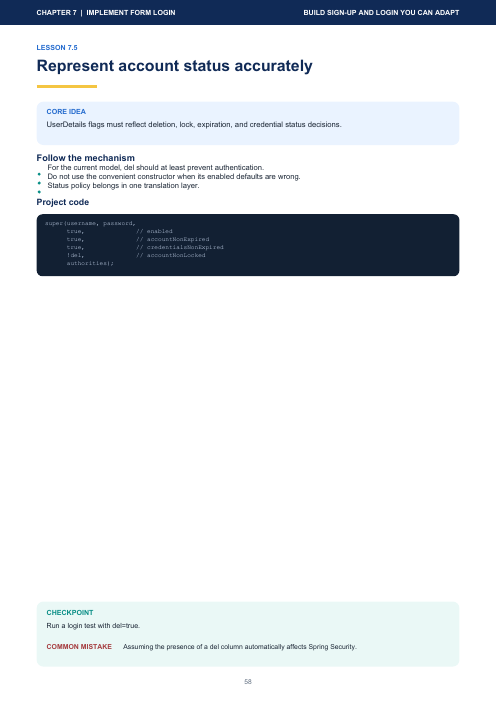 CHAPTER 7 | IMPLEMENT FORM LOGIN
BUILD SIGN-UP AND LOGIN YOU CAN ADAPT
LESSON 7.5
Represent account status accurately
CORE IDEA
UserDetails flags must reflect deletion, lock, expiration, and credential status decisions.
Follow the mechanism
For the current model, del should at least prevent authentication.
Do not use the convenient constructor when its enabled defaults are wrong.
Status policy belongs in one translation layer.
Project code
super(username, password,
true, // enabled
true, // accountNonExpired
true, // credentialsNonExpired
!del, // accountNonLocked
authorities);
CHECKPOINT
Run a login test with del=true.
COMMON MISTAKE Assuming the presence of a del column automatically affects Spring Security.
58